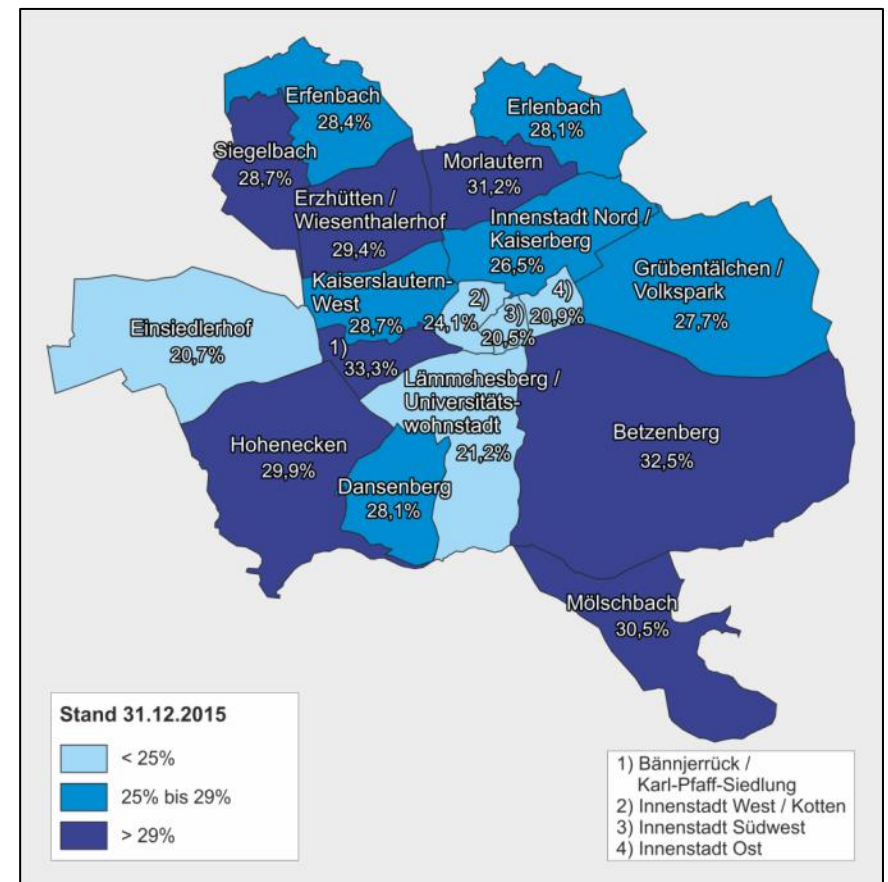 Erfenbach
28,4%
Erlenbach
28,1%
Siegelbach
28,7%
Morlautern
31,2%
Erzhütten /
Wiesenthalerhof
29,4%
Innenstadt Nord /
Kaiserberg
26,5%
Grübentälchen /
Volkspark
27,7%
Kaiserslautern-
West
28,7%
2)
24,1%
3)
20,5%
4)
20,9%
Einsiedlerhof
20,7%
1)
33,3%
Lämmchesberg /
Universitäts-
wohnstadt
21,2%
Betzenberg
32,5%
Hohenecken
29,9%
Dansenberg
28,1%
Mölschbach
30,5%
Stand 31.12.2015
< 25%
25% bis 29%
> 29%
1) Bännjerrück /
Karl-Pfaff-Siedlung
2) Innenstadt West / Kotten
3) Innenstadt Südwest
4) Innenstadt Ost